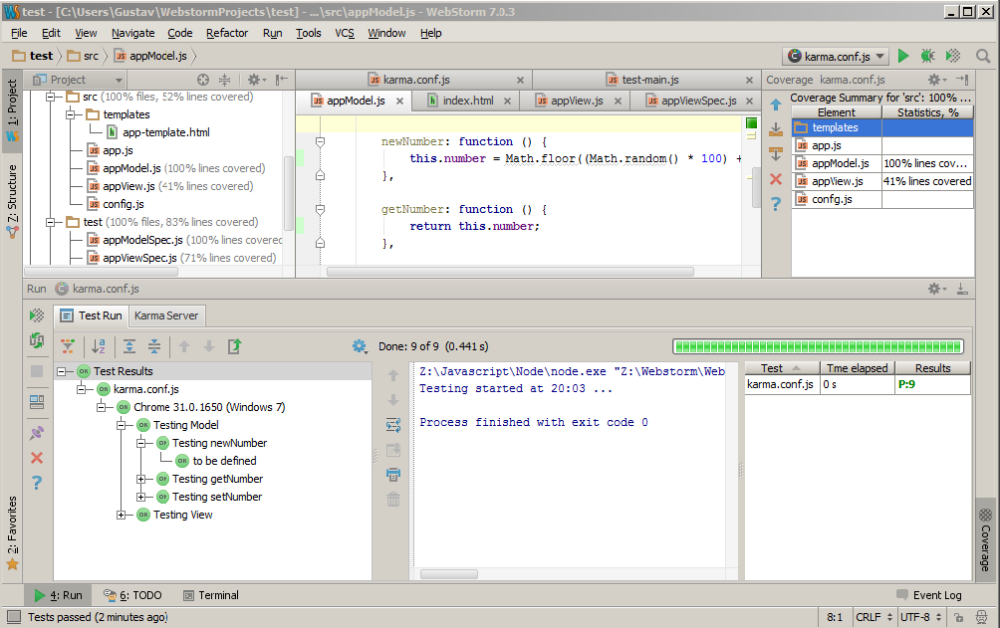 test - [C:\Users\Gustav\WebstormProjects\test] - ...\src\appModel.js - WebStorm 7.0.3
File Edit View Navigate Code Refactor Run Tools VCS Window Help
test src appModel.js karma.conf.js
1: Project
Z: Structure
2: Favorites
Project
src (100% files, 52% lines covered)
templates
app-template.html
app.js
appModel.js (100% lines covered)
appView.js (41% lines covered)
config.js
test (100% files, 83% lines covered)
appModelSpec.js (100% lines covered
appViewSpec.js (71% lines covered)
karma.conf.js test-main.js
appModel.js index.html appView.js appViewSpec.js
newNumber: function () {
this.number = Math.floor((Math.random() * 100) +
},
getNumber: function () {
return this.number;
},
Coverage karma.conf.js
Coverage Summary for 'src': 100% ...
Element Statistics, %
templates
app.js
appModel.js 100% lines cov...
appView.js 41% lines covered
config.js
Run karma.conf.js
Test Run Karma Server
Done: 9 of 9 (0.441 s)
Test Results
karma.conf.js
Chrome 31.0.1650 (Windows 7)
Testing Model
Testing newNumber
to be defined
Testing getNumber
Testing setNumber
Testing View
Z:\Javascript\Node\node.exe "Z:\Webstorm\Web
Testing started at 20:03 ...
Process finished with exit code 0
Test Tme elapsed Results
karma.conf.js 0 s P:9
Coverage
4: Run 6: TODO Terminal Event Log
Tests passed (2 minutes ago) 8:1 CRLF UTF-8